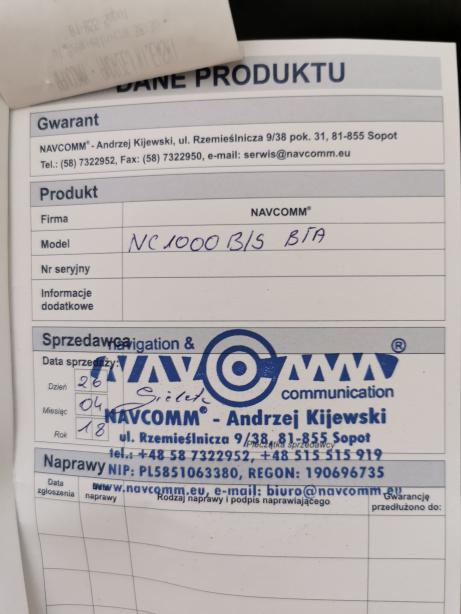 DANE PRODUKTU
Gwarant
NAVCOMM® - Andrzej Kijewski, ul. Rzemieślnicza 9/38 pok. 31, 81-855 Sopot
Tel.: (58) 7322952, Fax: (58) 7322950, e-mail: serwis@navcomm.eu
Produkt
Firma NAVCOMM®
Model NC1000 B/S BTA
Nr seryjny
Informacje
dodatkowe
Sprzedawca
navigation &
NAVCOMM ®
communication
Data sprzedaży:
Dzień 26
Miesiąc 04
Rok 18
NAVCOMM® - Andrzej Kijewski
ul. Rzemieślnicza 9/38, 81-855 Sopot
Pieczątka sprzedawcy
tel.: +48 58 7322952, +48 515 515 919
NIP: PL5851063380, REGON: 190696735
www.navcomm.eu, e-mail: biuro@navcomm.eu
Naprawy
Data zgłoszenia
Data naprawy
Rodzaj naprawy i podpis naprawiającego
Gwarancję przedłużono do: